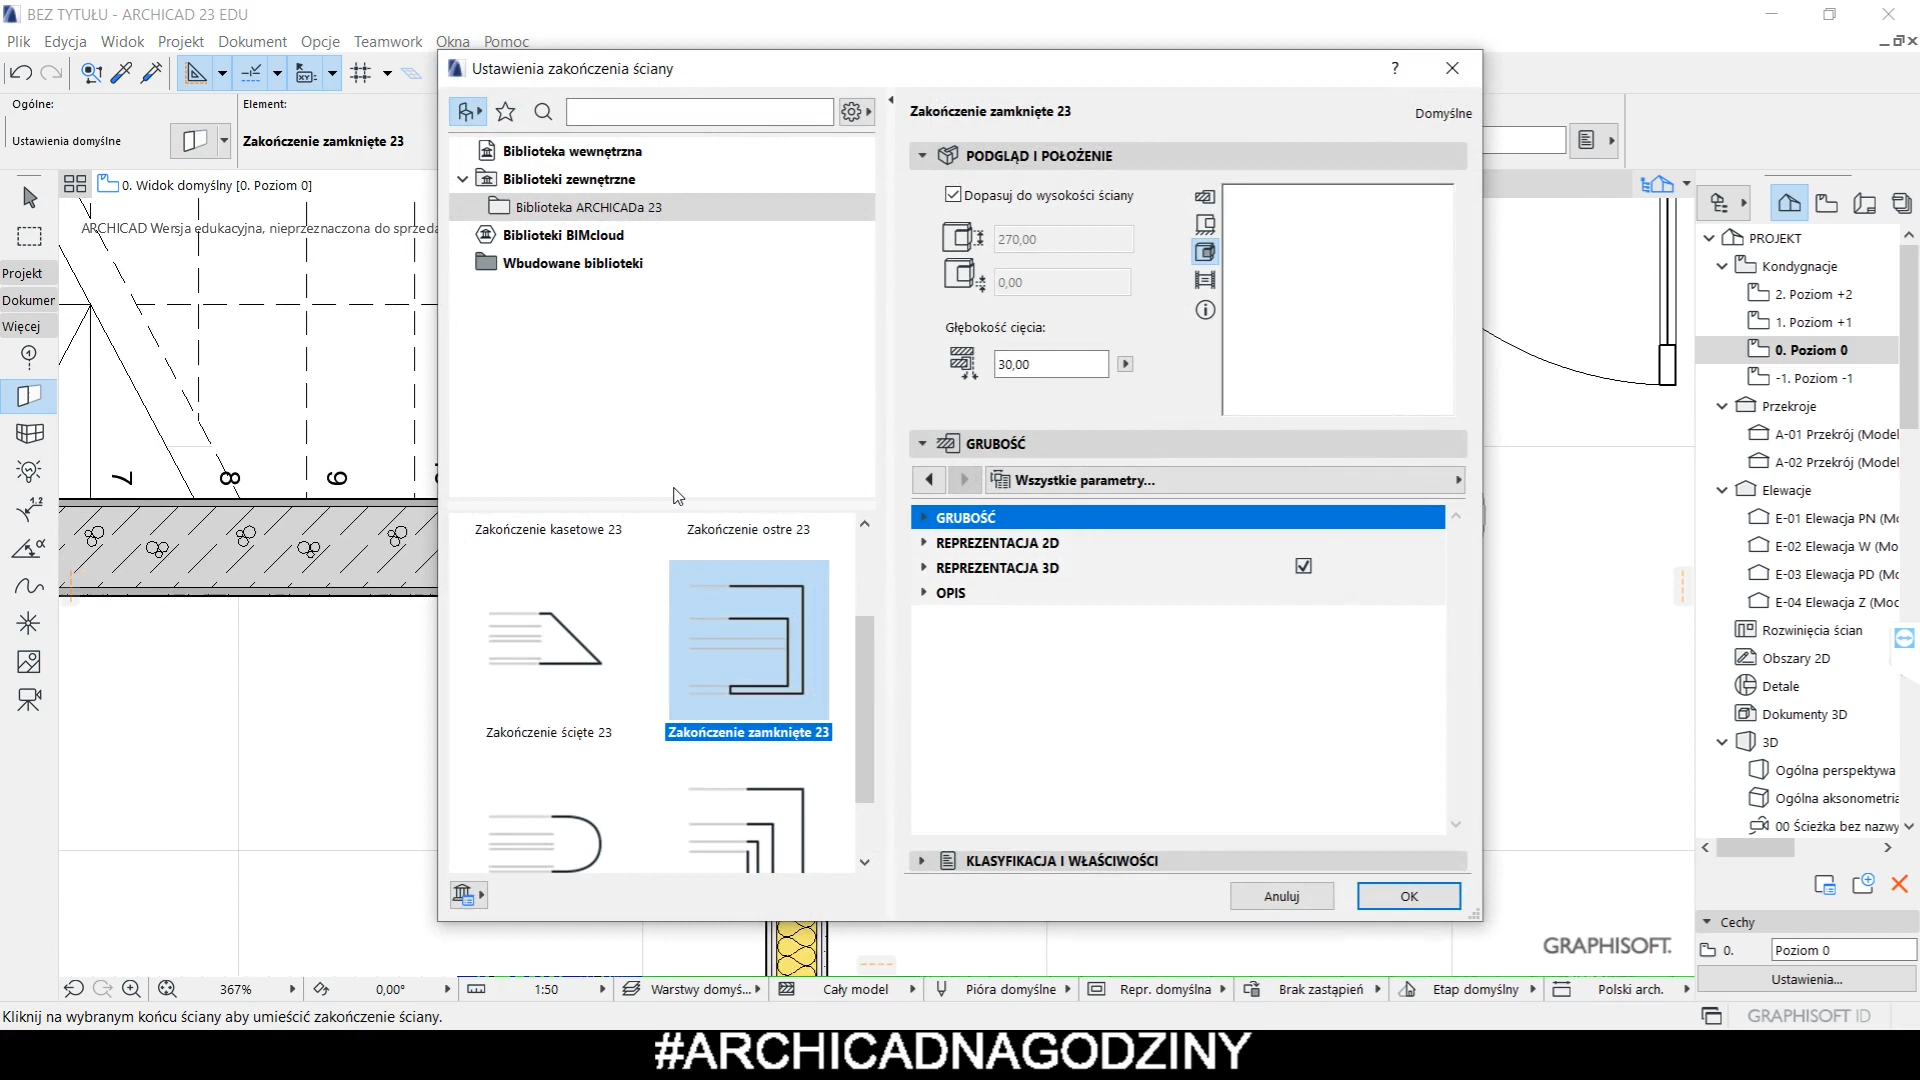 BEZ TYTUŁU - ARCHICAD 23 EDU
Plik Edycja Widok Projekt Dokument Opcje Teamwork Okna Pomoc
Ogólne:
Ustawienia domyślne
Element:
Zakończenie zamknięte 23
0. Widok domyślny [0. Poziom 0]
ARCHICAD Wersja edukacyjna, nieprzeznaczona do sprzeda
Projekt
Dokumen
Więcej
7 8 9
Ustawienia zakończenia ściany
?
Biblioteka wewnętrzna
Biblioteki zewnętrzne
Biblioteka ARCHICADa 23
Biblioteki BIMcloud
Wbudowane biblioteki
Zakończenie kasetowe 23
Zakończenie ostre 23
Zakończenie ścięte 23
Zakończenie zamknięte 23
Zakończenie zamknięte 23
Domyślne
PODGLĄD I POŁOŻENIE
Dopasuj do wysokości ściany
270,00
0,00
Głębokość cięcia:
30,00
GRUBOŚĆ
Wszystkie parametry...
GRUBOŚĆ
REPREZENTACJA 2D
REPREZENTACJA 3D
OPIS
KLASYFIKACJA I WŁAŚCIWOŚCI
Anuluj
OK
PROJEKT
Kondygnacje
2. Poziom +2
1. Poziom +1
0. Poziom 0
-1. Poziom -1
Przekroje
A-01 Przekrój (Model
A-02 Przekrój (Model
Elewacje
E-01 Elewacja PN (Mo
E-02 Elewacja W (Mo
E-03 Elewacja PD (Mo
E-04 Elewacja Z (Mod
Rozwinięcia ścian
Obszary 2D
Detale
Dokumenty 3D
3D
Ogólna perspektywa
Ogólna aksonometria
00 Ścieżka bez nazwy
Cechy
0.
Poziom 0
Ustawienia...
GRAPHISOFT.
367%
0,00°
1:50
Warstwy domyś...
Cały model
Pióra domyślne
Repr. domyślna
Brak zastąpień
Etap domyślny
Polski arch.
Kliknij na wybranym końcu ściany aby umieścić zakończenie ściany.
GRAPHISOFT ID
#ARCHICADNAGODZINY